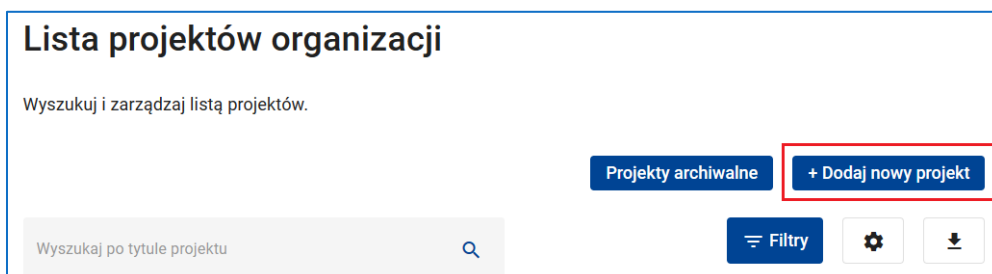 Lista projektów organizacji
Wyszukuj i zarządzaj listą projektów.
Projekty archiwalne
+ Dodaj nowy projekt
Wyszukaj po tytule projektu
Filtry